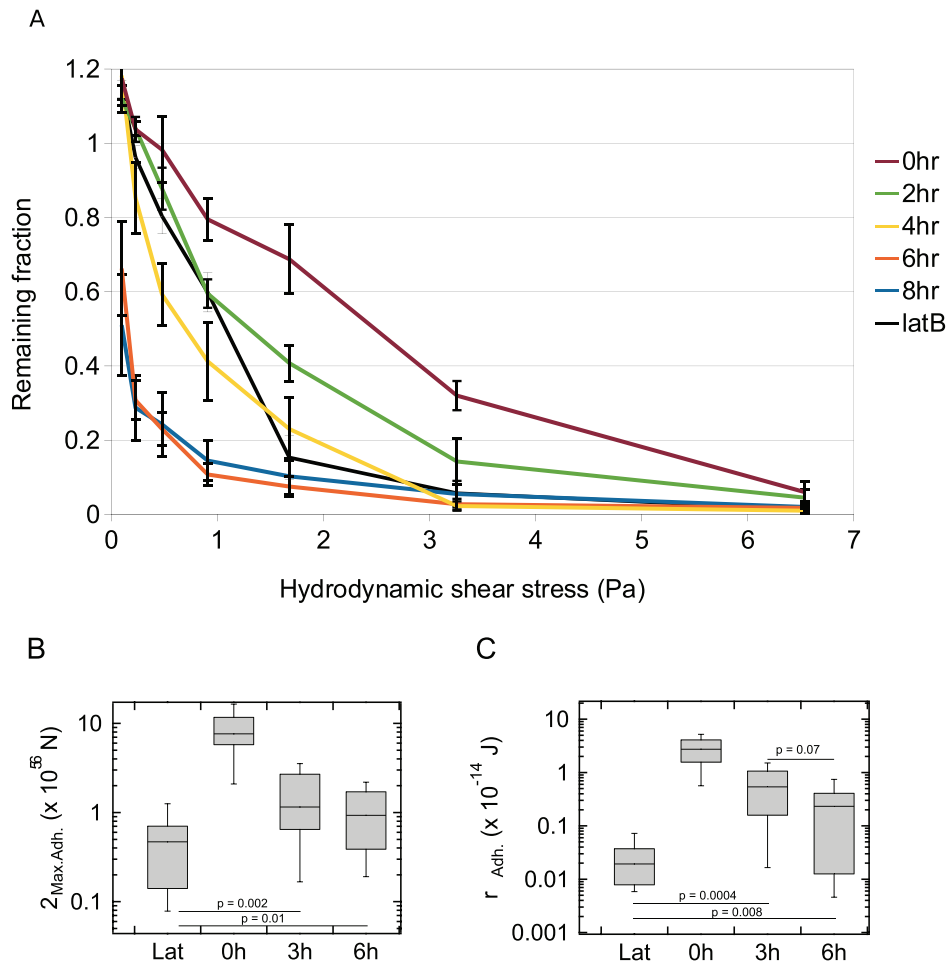 A
1.2
1
0.8
0.6
0.4
0.2
0
Remaining fraction
0 1 2 3 4 5 6 7
Hydrodynamic shear stress (Pa)
0hr
2hr
4hr
6hr
8hr
latB
B
2Max.Adh. (x 10 N)
10
1
0.1
p = 0.002
p = 0.01
Lat 0h 3h 6h
C
r Adh. (x 10-14 J)
10
1
0.1
0.01
0.001
p = 0.07
p = 0.0004
p = 0.008
Lat 0h 3h 6h